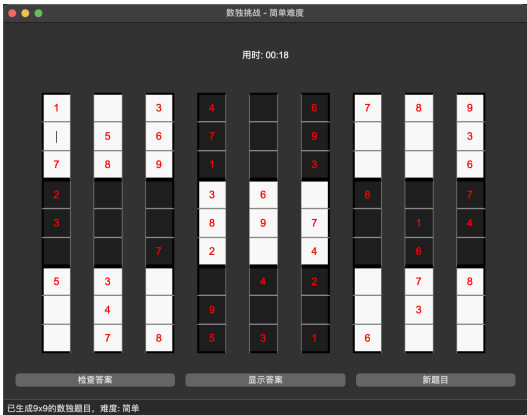 数独挑战 - 简单难度
用时: 00:18
1 3 4 6 7 8 9
5 6 7 9 3
7 8 9 1 3 6
2 3 6 8 7
3 8 9 7 1 4
7 2 4 6
5 3 4 2 7 8
4 9 3
7 8 5 3 1 6
检查答案 显示答案 新题目
已生成9x9的数独题目，难度: 简单